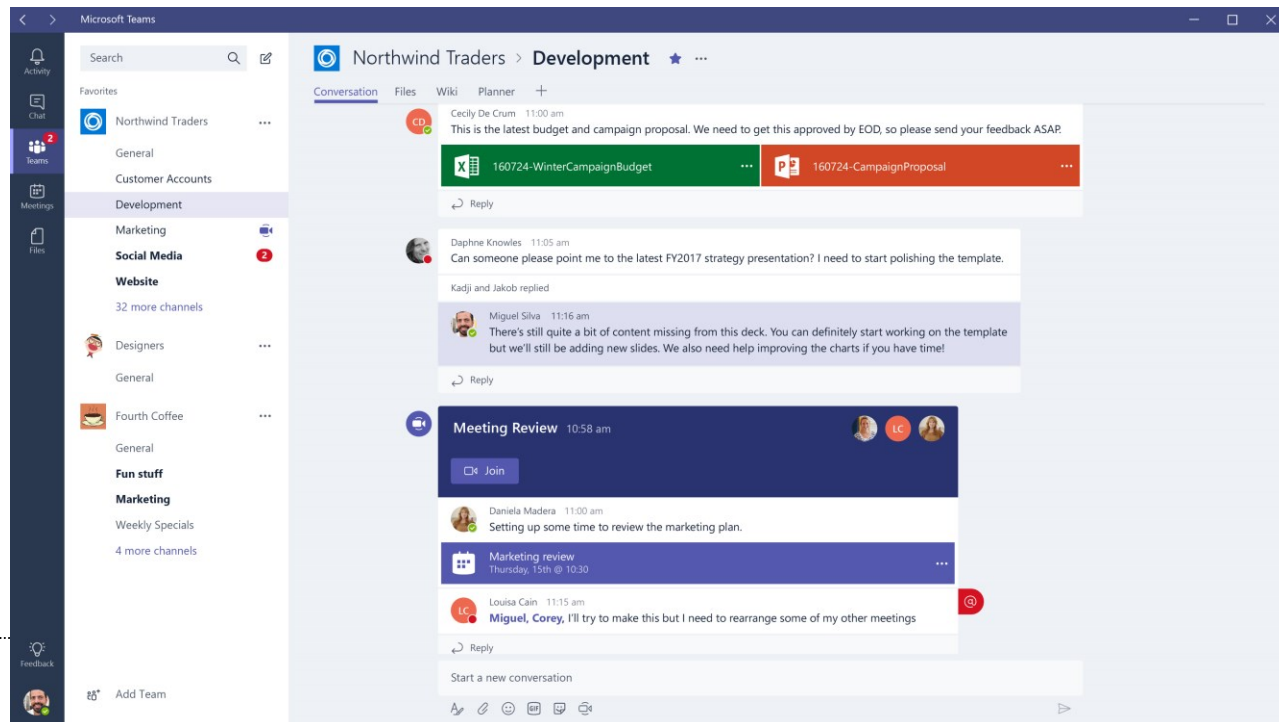 Microsoft Teams
Activity
Chat
2
Teams
Meetings
Files
Feedback
Search
Favorites
Northwind Traders
General
Customer Accounts
Development
Marketing
Social Media 2
Website
32 more channels
Designers
General
Fourth Coffee
General
Fun stuff
Marketing
Weekly Specials
4 more channels
Add Team
Northwind Traders > Development
Conversation Files Wiki Planner
CD
Cecily De Crum 11:00 am
This is the latest budget and campaign proposal. We need to get this approved by EOD, so please send your feedback ASAP.
160724-WinterCampaignBudget
160724-CampaignProposal
Reply
Daphne Knowles 11:05 am
Can someone please point me to the latest FY2017 strategy presentation? I need to start polishing the template.
Kadji and Jakob replied
Miguel Silva 11:16 am
There's still quite a bit of content missing from this deck. You can definitely start working on the template
but we'll still be adding new slides. We also need help improving the charts if you have time!
Reply
Meeting Review 10:58 am
LC
Join
Daniela Madera 11:00 am
Setting up some time to review the marketing plan.
Marketing review
Thursday, 15th @ 10:30
LC
Louisa Cain 11:15 am
Miguel, Corey, I'll try to make this but I need to rearrange some of my other meetings
@
Reply
Start a new conversation
GIF